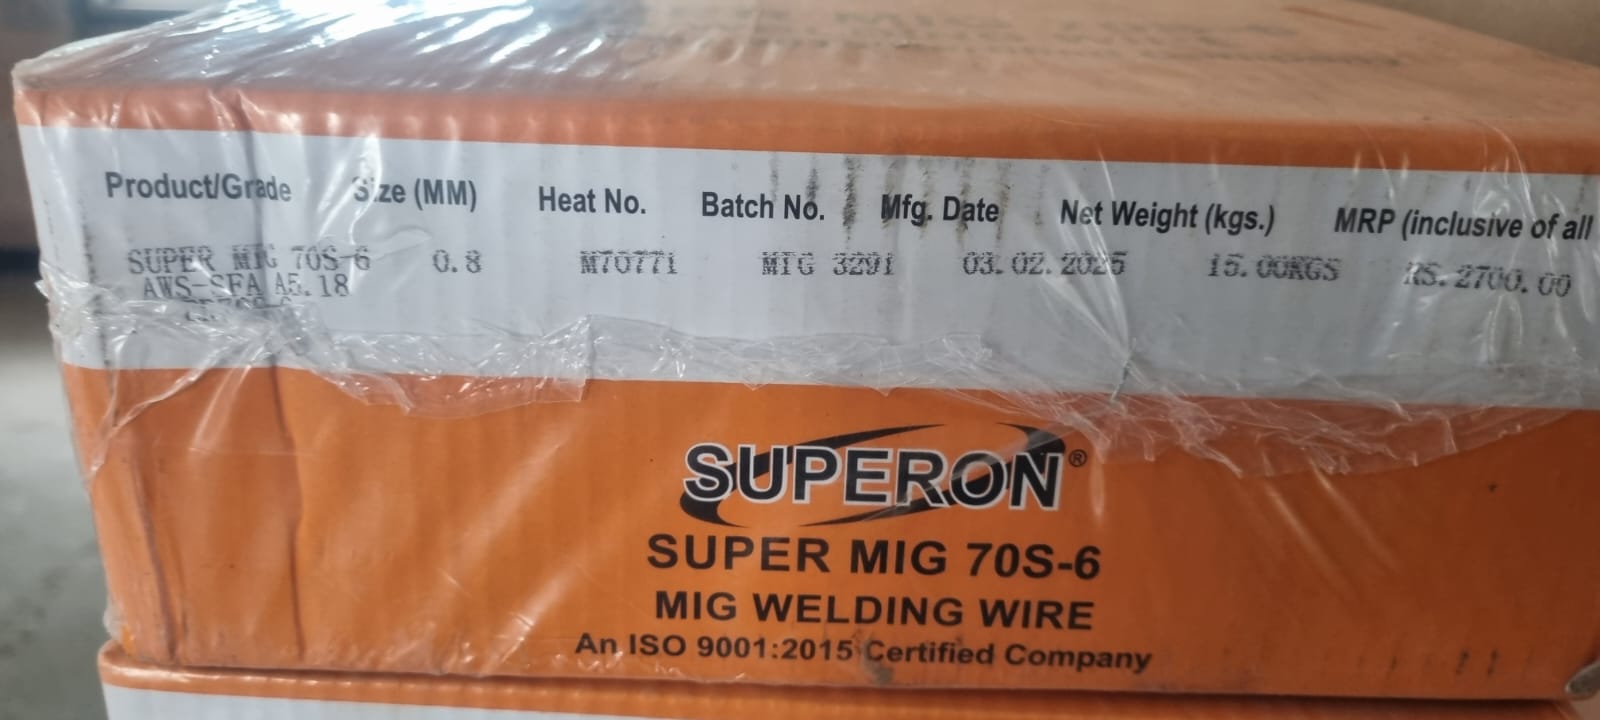 Product/Grade Size (MM) Heat No. Batch No. Mfg. Date Net Weight (kgs.) MRP (inclusive of all
SUPER MIG 70S-6 0.8 M70771 MIG 3291 03.02.2025 15.00KGS RS.2700.00
AWS-SFA A5.18
SUPERON®
SUPER MIG 70S-6
MIG WELDING WIRE
An ISO 9001:2015 Certified Company